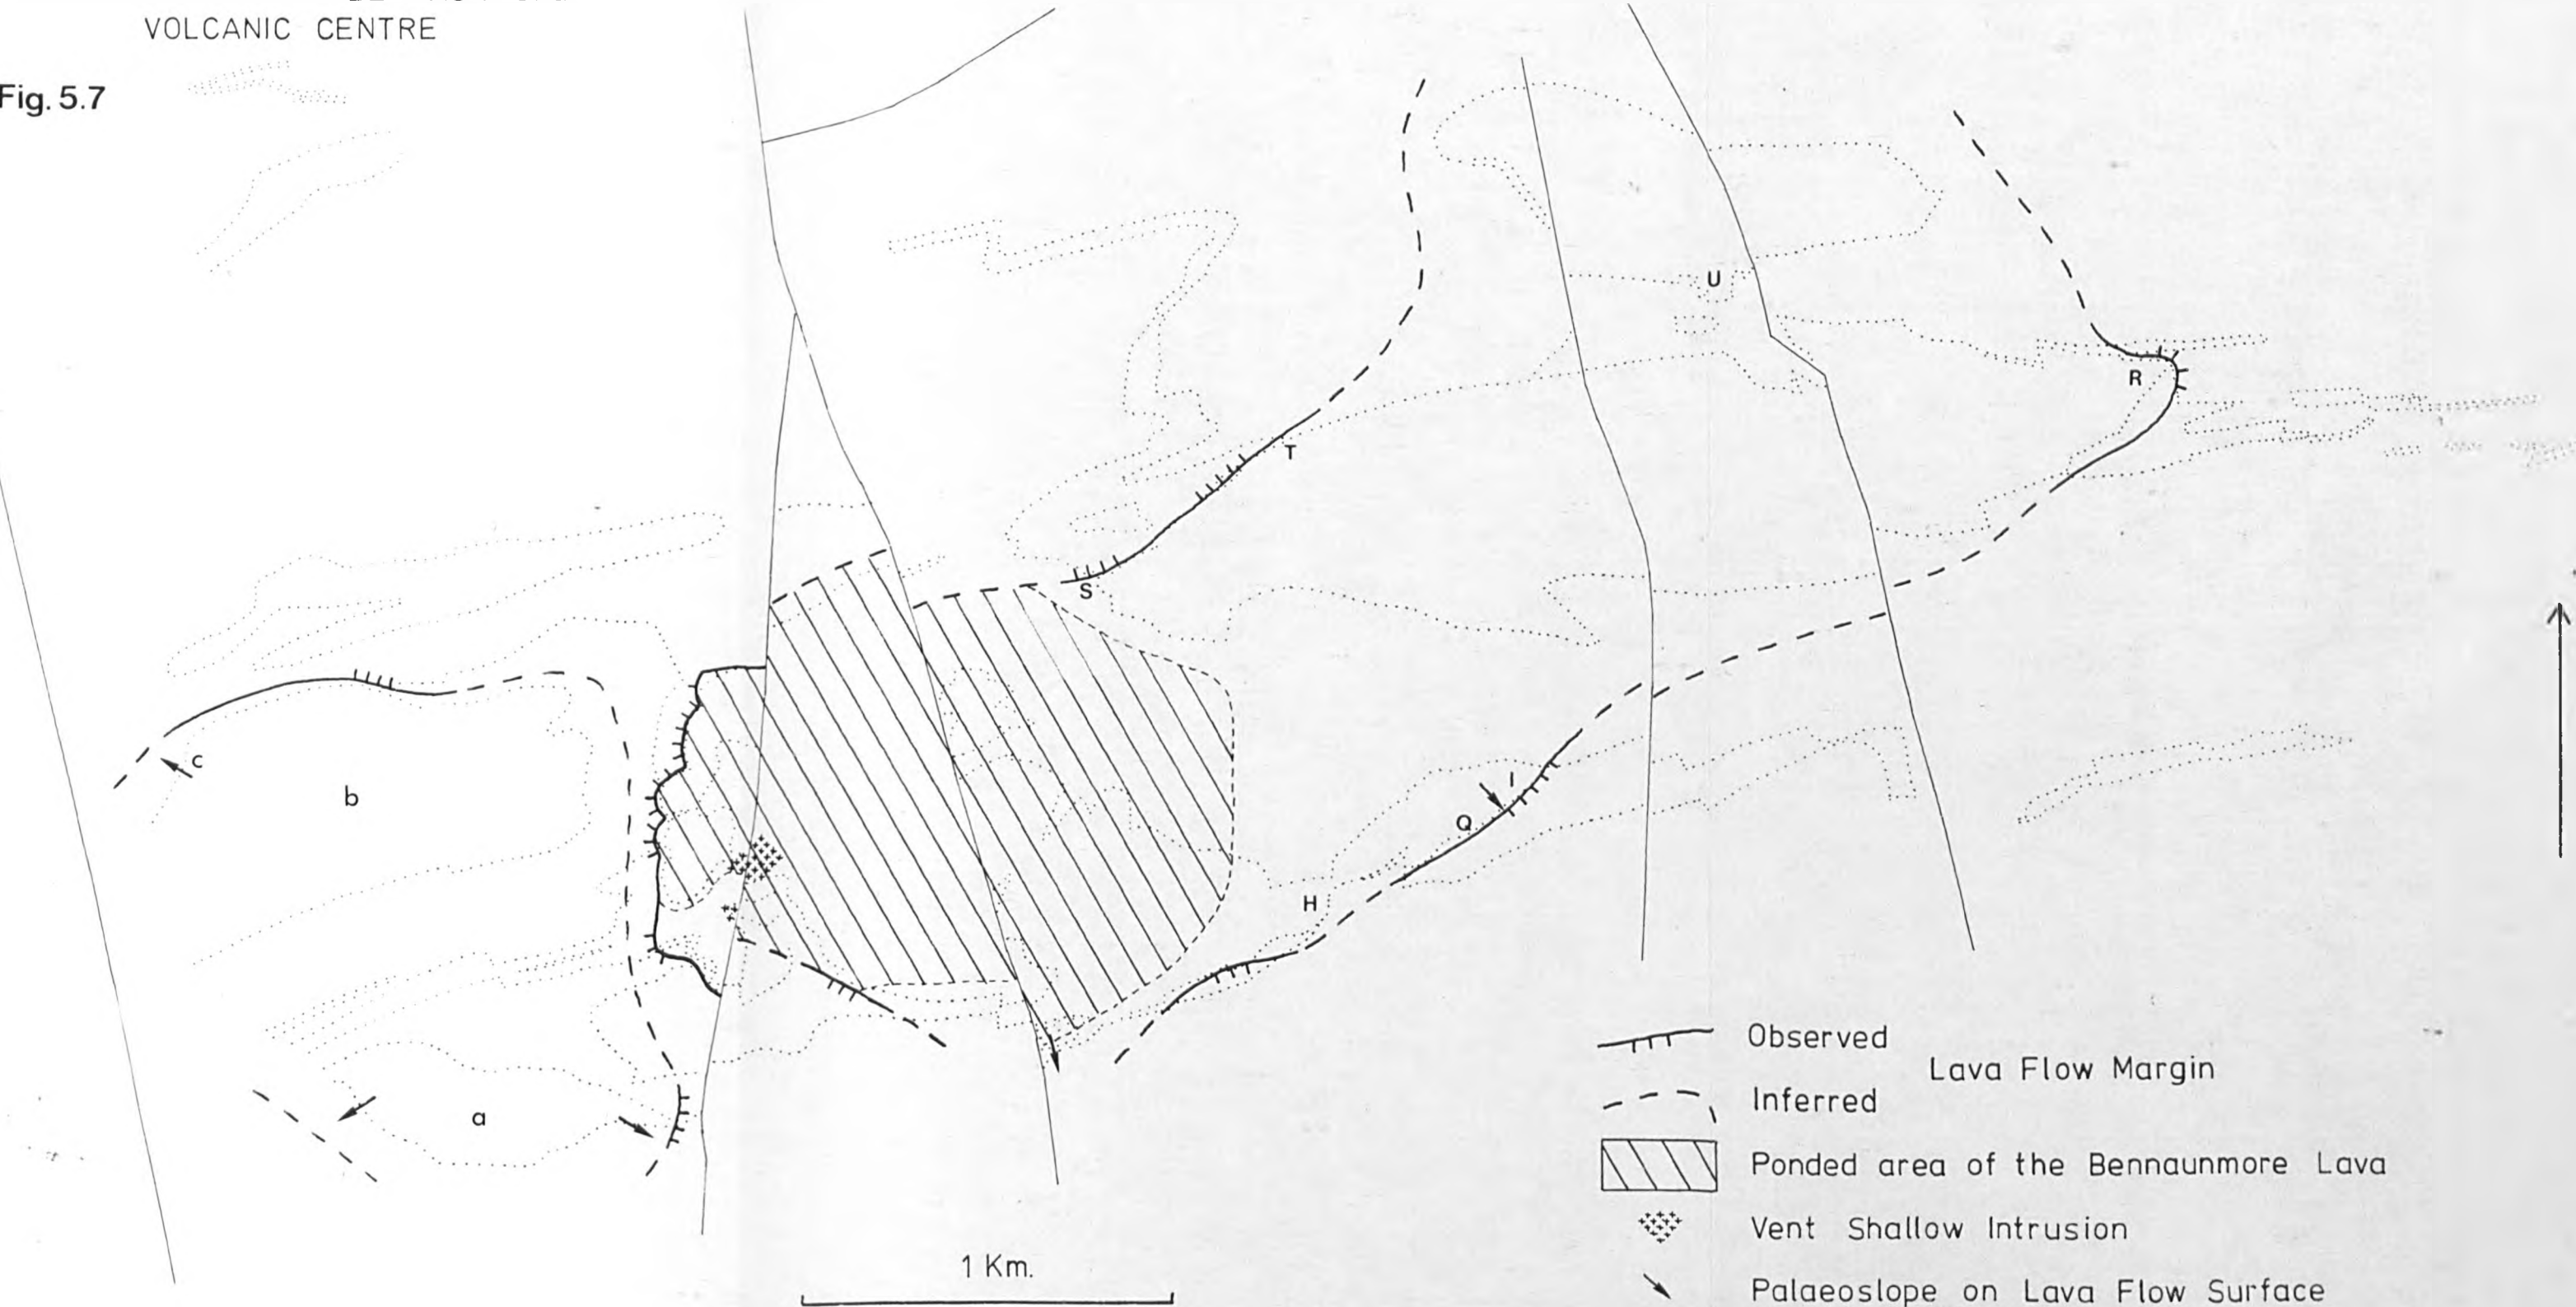 VOLCANIC CENTRE
Fig. 5.7
U
R
T
S
c
b
I
Q
H
a
Observed
Lava Flow Margin
Inferred
Ponded area of the Bennaunmore Lava
Vent Shallow Intrusion
Palaeoslope on Lava Flow Surface
1 Km.